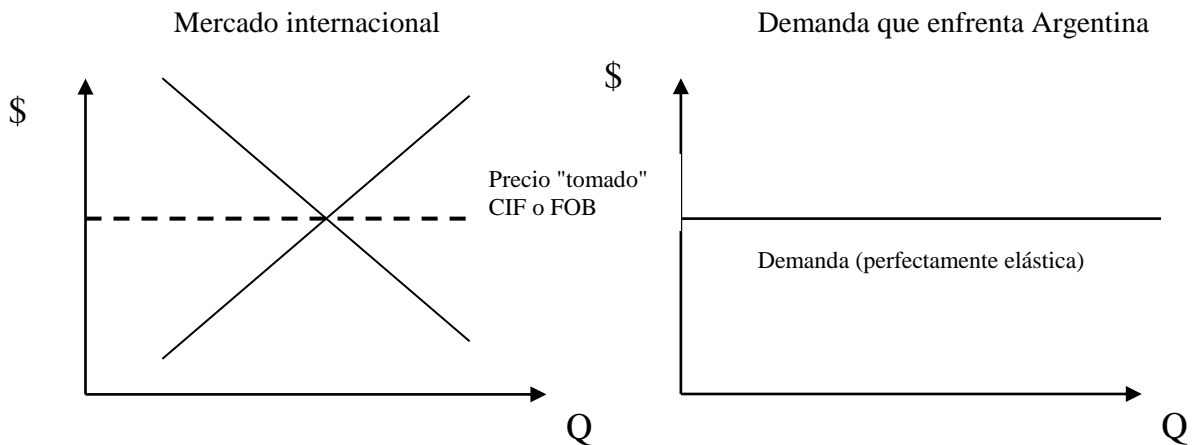 Mercado internacional
$
Precio "tomado"
CIF o FOB
Q
Demanda que enfrenta Argentina
$
Demanda (perfectamente elástica)
Q